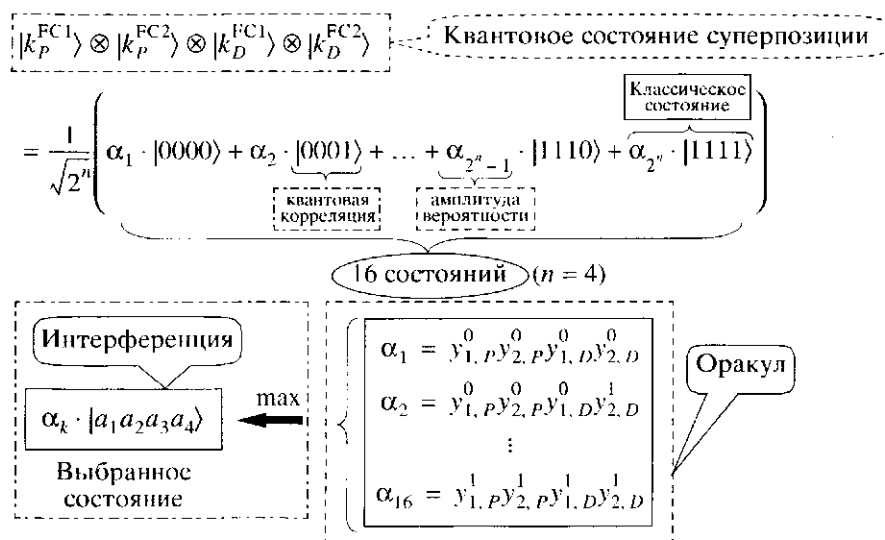 |k_P^{FC1}⟩ ⊗ |k_P^{FC2}⟩ ⊗ |k_D^{FC1}⟩ ⊗ |k_D^{FC2}⟩
Квантовое состояние суперпозиции
Классическое
состояние
= \frac{1}{\sqrt{2^n}} ( α_1 · |0000⟩ + α_2 · |0001⟩ + … + α_{2^n – 1} · |1110⟩ + α_{2^n} · |1111⟩ )
квантовая
корреляция
амплитуда
вероятности
16 состояний (n = 4)
Интерференция
α_k · |a_1a_2a_3a_4⟩
Выбранное
состояние
max
α_1 = y_{1, P}^0 y_{2, P}^0 y_{1, D}^0 y_{2, D}^0
α_2 = y_{1, P}^0 y_{2, P}^0 y_{1, D}^0 y_{2, D}^1
⋮
α_{16} = y_{1, P}^1 y_{2, P}^1 y_{1, D}^1 y_{2, D}^1
Оракул